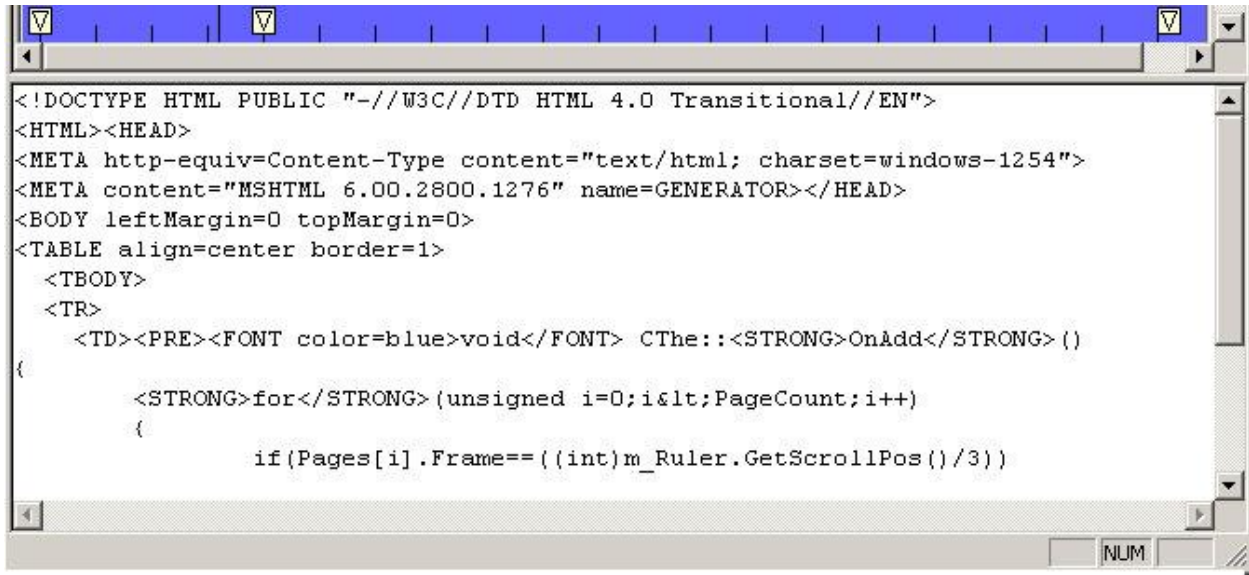 <!DOCTYPE HTML PUBLIC "-//W3C//DTD HTML 4.0 Transitional//EN">
<HTML><HEAD>
<META http-equiv=Content-Type content="text/html; charset=windows-1254">
<META content="MSHTML 6.00.2800.1276" name=GENERATOR></HEAD>
<BODY leftMargin=0 topMargin=0>
<TABLE align=center border=1>
  <TBODY>
  <TR>
    <TD><PRE><FONT color=blue>void</FONT> CThe::<STRONG>OnAdd</STRONG>()
{
        <STRONG>for</STRONG>(unsigned i=0;i&lt;PageCount;i++)
        {
                if(Pages[i].Frame==((int)m_Ruler.GetScrollPos()/3))
NUM